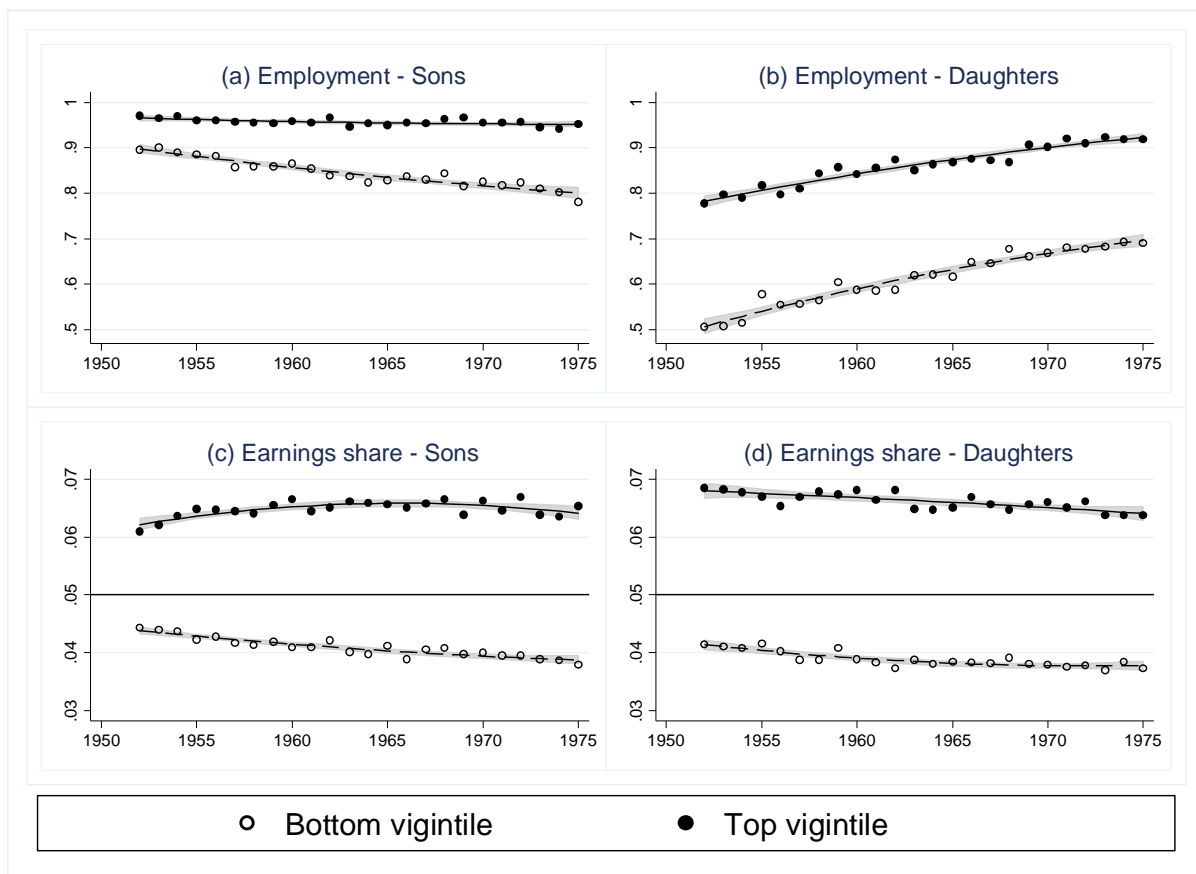 (a) Employment - Sons
1
.9
.8
.7
.6
.5
1950 1955 1960 1965 1970 1975
(b) Employment - Daughters
1
.9
.8
.7
.6
.5
1950 1955 1960 1965 1970 1975
(c) Earnings share - Sons
.07
.06
.05
.04
.03
1950 1955 1960 1965 1970 1975
(d) Earnings share - Daughters
.07
.06
.05
.04
.03
1950 1955 1960 1965 1970 1975
Bottom vigintile Top vigintile